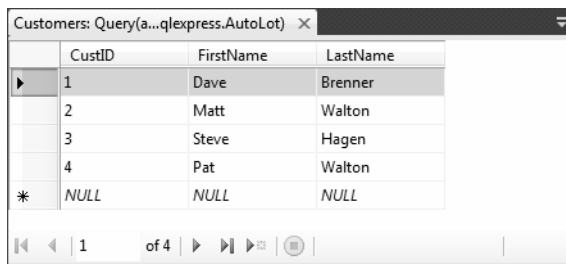 Customers: Query(a...qlexpress.AutoLot)
CustID FirstName LastName
1 Dave Brenner
2 Matt Walton
3 Steve Hagen
4 Pat Walton
NULL NULL NULL
1 of 4